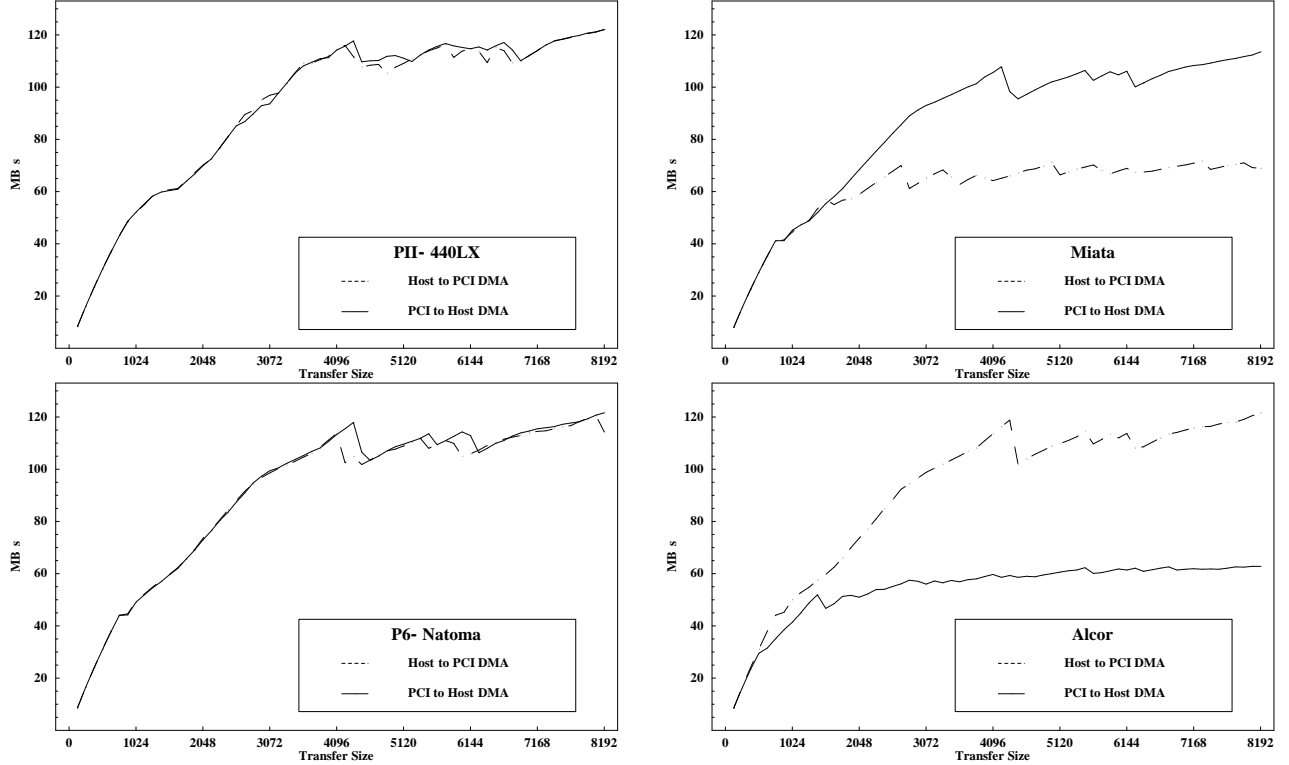 120
100
80
60
40
20
MB s
PII- 440LX
Host to PCI DMA
PCI to Host DMA
0 1024 2048 3072 4096 5120 6144 7168 8192
Transfer Size
120
100
80
60
40
20
MB s
Miata
Host to PCI DMA
PCI to Host DMA
0 1024 2048 3072 4096 5120 6144 7168 8192
Transfer Size
120
100
80
60
40
20
MB s
P6- Natoma
Host to PCI DMA
PCI to Host DMA
0 1024 2048 3072 4096 5120 6144 7168 8192
Transfer Size
120
100
80
60
40
20
MB s
Alcor
Host to PCI DMA
PCI to Host DMA
0 1024 2048 3072 4096 5120 6144 7168 8192
Transfer Size